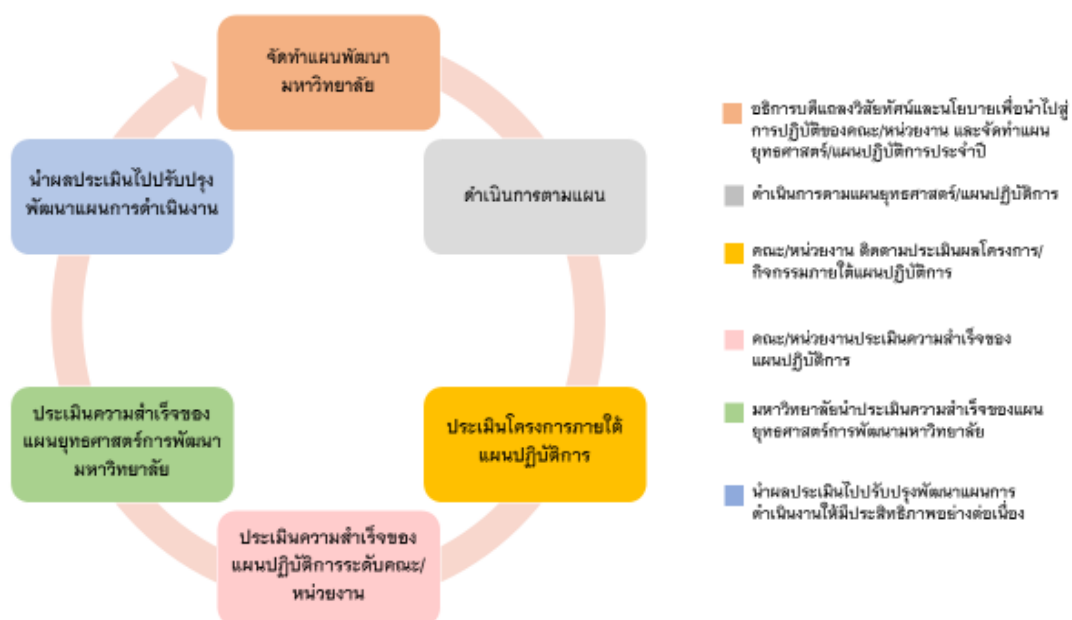 จัดทำแผนพัฒนา
มหาวิทยาลัย
ดำเนินการตามแผน
ประเมินโครงการภายใต้
แผนปฏิบัติการ
ประเมินความสำเร็จของ
แผนปฏิบัติการระดับคณะ/
หน่วยงาน
ประเมินความสำเร็จของ
แผนยุทธศาสตร์การพัฒนา
มหาวิทยาลัย
นำผลประเมินไปปรับปรุง
พัฒนาแผนการดำเนินงาน
อธิการบดีแถลงวิสัยทัศน์และนโยบายเพื่อนำไปสู่
การปฏิบัติของคณะ/หน่วยงาน และจัดทำแผน
ยุทธศาสตร์/แผนปฏิบัติการประจำปี
ดำเนินการตามแผนยุทธศาสตร์/แผนปฏิบัติการ
คณะ/หน่วยงาน ติดตามประเมินผลโครงการ/
กิจกรรมภายใต้แผนปฏิบัติการ
คณะ/หน่วยงานประเมินความสำเร็จของ
แผนปฏิบัติการ
มหาวิทยาลัยนำประเมินความสำเร็จของแผน
ยุทธศาสตร์การพัฒนามหาวิทยาลัย
นำผลประเมินไปปรับปรุงพัฒนาแผนการ
ดำเนินงานให้มีประสิทธิภาพอย่างต่อเนื่อง